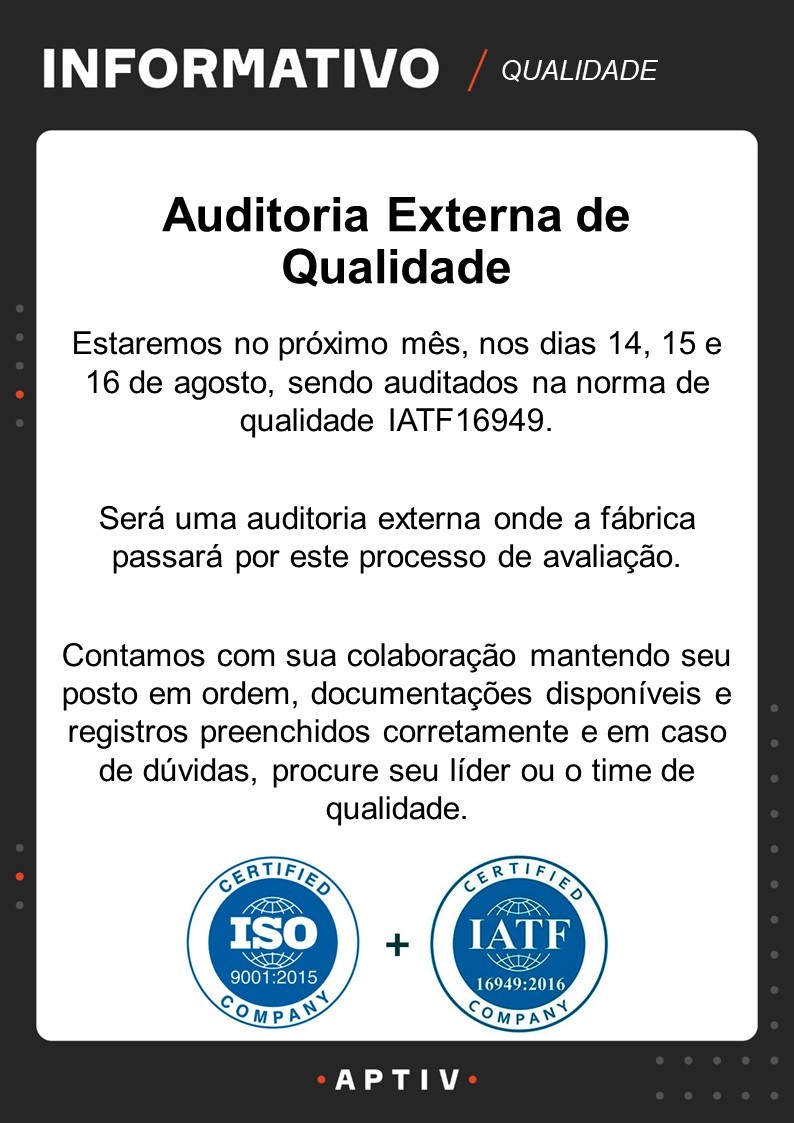 INFORMATIVO / QUALIDADE
Auditoria Externa de
Qualidade
Estaremos no próximo mês, nos dias 14, 15 e
16 de agosto, sendo auditados na norma de
qualidade IATF16949.
Será uma auditoria externa onde a fábrica
passará por este processo de avaliação.
Contamos com sua colaboração mantendo seu
posto em ordem, documentações disponíveis e
registros preenchidos corretamente e em caso
de dúvidas, procure seu líder ou o time de
qualidade.
CERTIFIED
ISO
9001:2015
COMPANY
+
CERTIFIED
IATF
16949:2016
COMPANY
• APTIV •